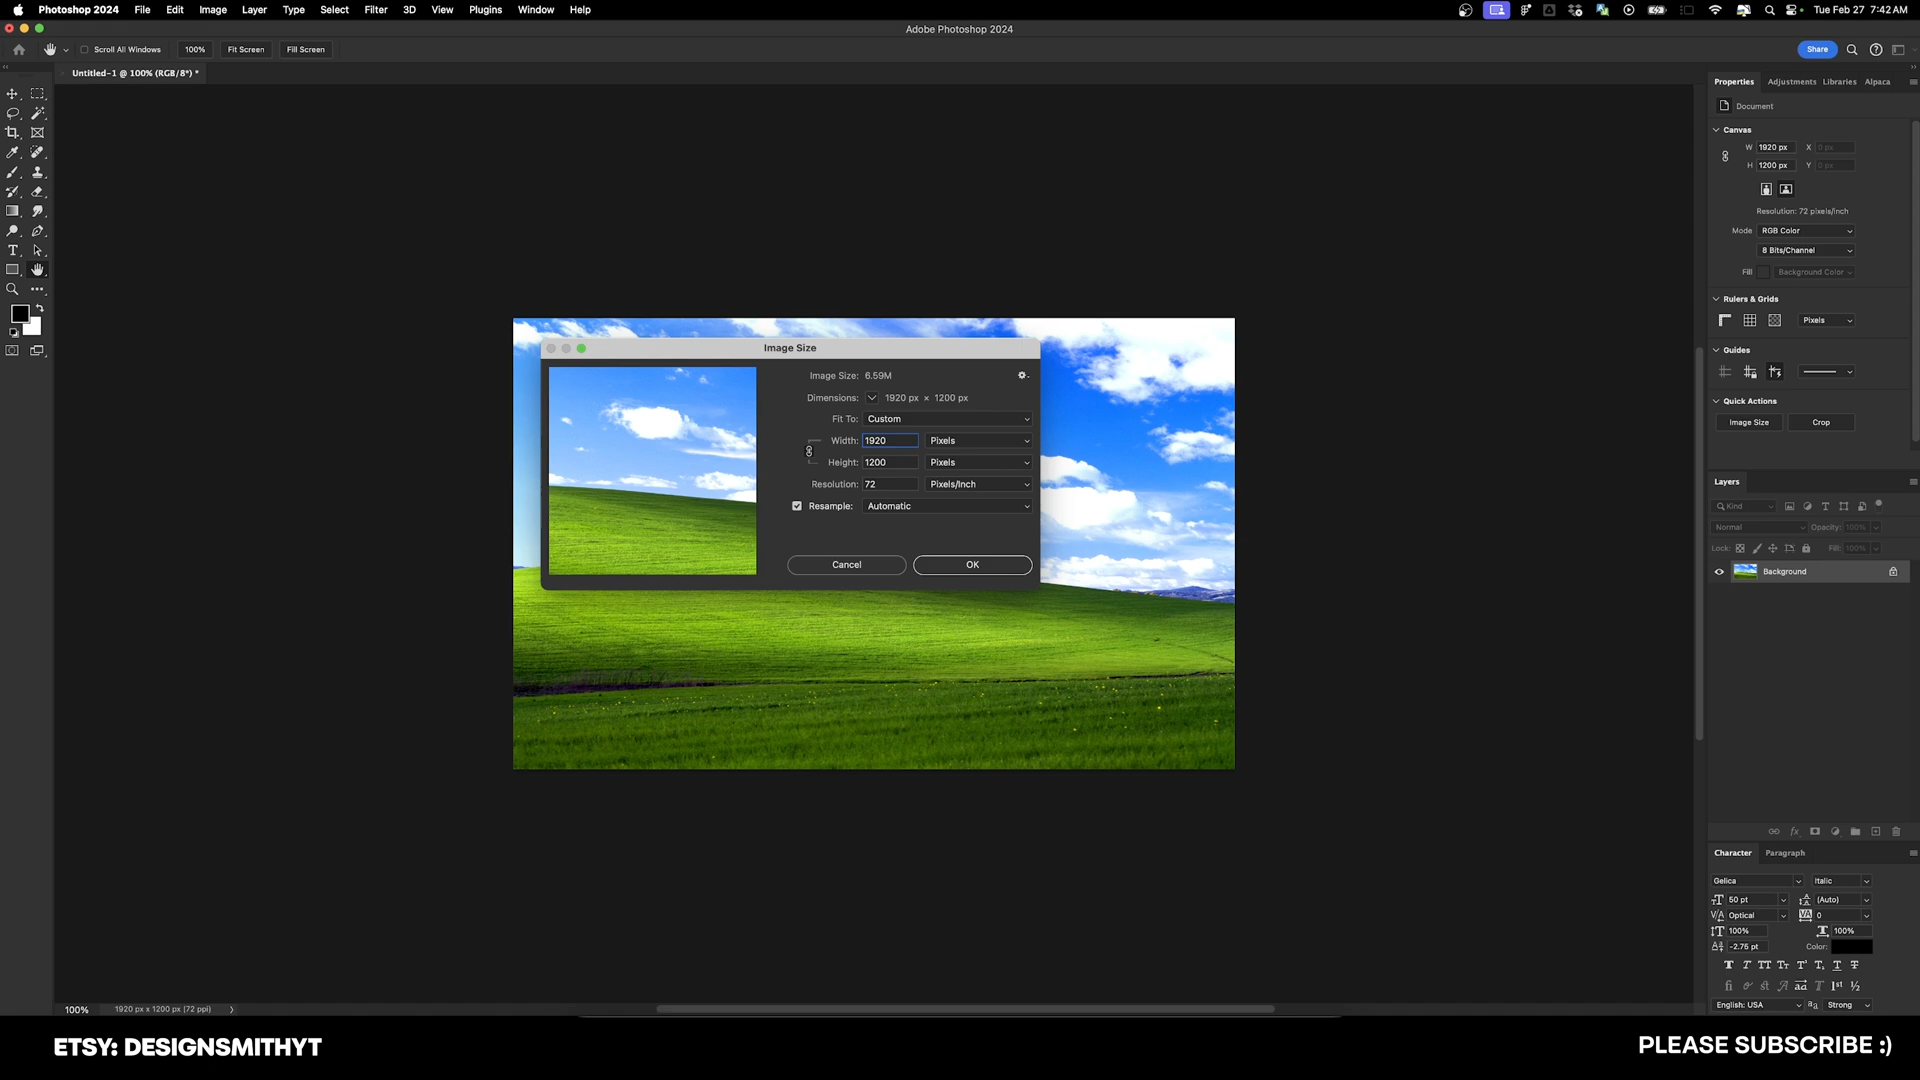 Photoshop 2024 File Edit Image Layer Type Select Filter 3D View Plugins Window Help Tue Feb 27 7:42 AM
Adobe Photoshop 2024
Scroll All Windows 100% Fit Screen Fill Screen Share
Untitled-1 @ 100% (RGB/8*) *
Properties Adjustments Libraries Alpaca
Document
Canvas
W 1920 px X 0 px
H 1200 px Y 0 px
Resolution: 72 pixels/inch
Mode RGB Color
8 Bits/Channel
Fill Background Color
Rulers & Grids
Pixels
Guides
Quick Actions
Image Size Crop
Image Size
Image Size: 6.59M
Dimensions: 1920 px × 1200 px
Fit To: Custom
Width: 1920 Pixels
Height: 1200 Pixels
Resolution: 72 Pixels/Inch
Resample: Automatic
Cancel OK
Layers
Kind
Normal Opacity: 100%
Lock: Fill: 100%
Background
Character Paragraph
Gelica Italic
50 pt (Auto)
Optical 0
100% 100%
-2.76 pt Color:
English: USA Strong
100% 1920 px x 1200 px (72 ppi)
ETSY: DESIGNSMITHYT
PLEASE SUBSCRIBE :)